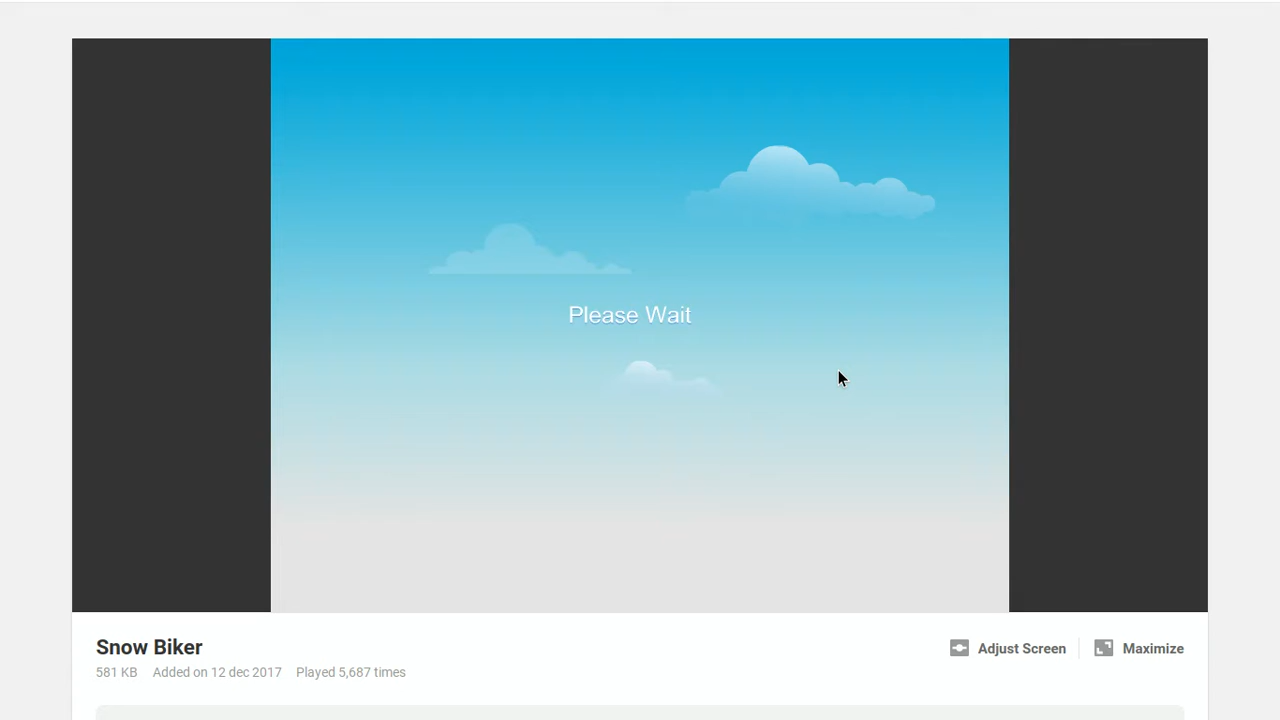 Please Wait
Snow Biker
Adjust Screen
Maximize
581 KB Added on 12 dec 2017 Played 5,687 times